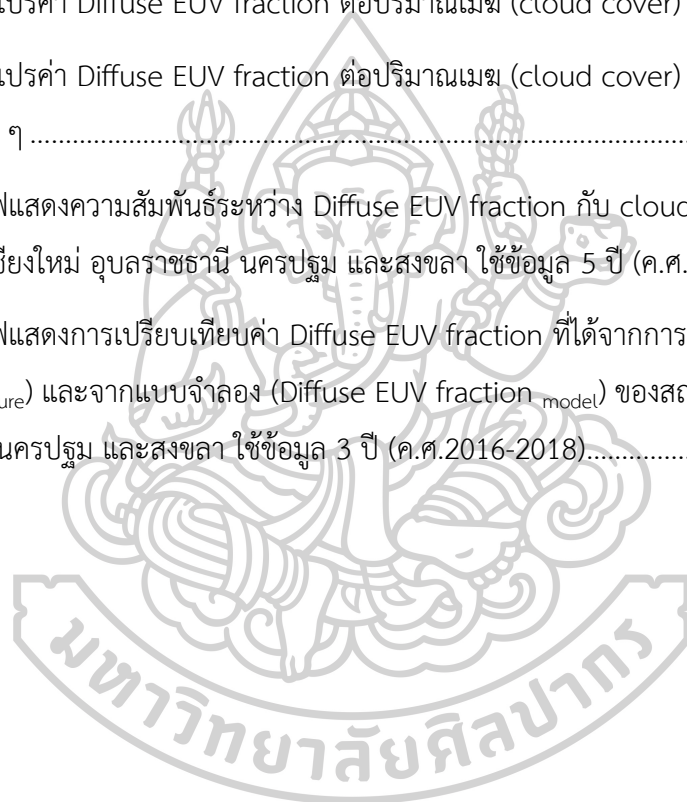 แปรค่า Diffuse EUV fraction ต่อปริมาณเมฆ (cloud cover)
แปรค่า Diffuse EUV fraction ต่อปริมาณเมฆ (cloud cover)
ๆ ........................................................................................................
ฟแสดงความสัมพันธ์ระหว่าง Diffuse EUV fraction กับ cloud
ชียงใหม่ อุบลราชธานี นครปฐม และสงขลา ใช้ข้อมูล 5 ปี (ค.ศ.
ฟแสดงการเปรียบเทียบค่า Diffuse EUV fraction ที่ได้จากการ
ure) และจากแบบจำลอง (Diffuse EUV fraction model) ของสถ
นครปฐม และสงขลา ใช้ข้อมูล 3 ปี (ค.ศ.2016-2018)................
มหาวิทยาลัยศิลปากร